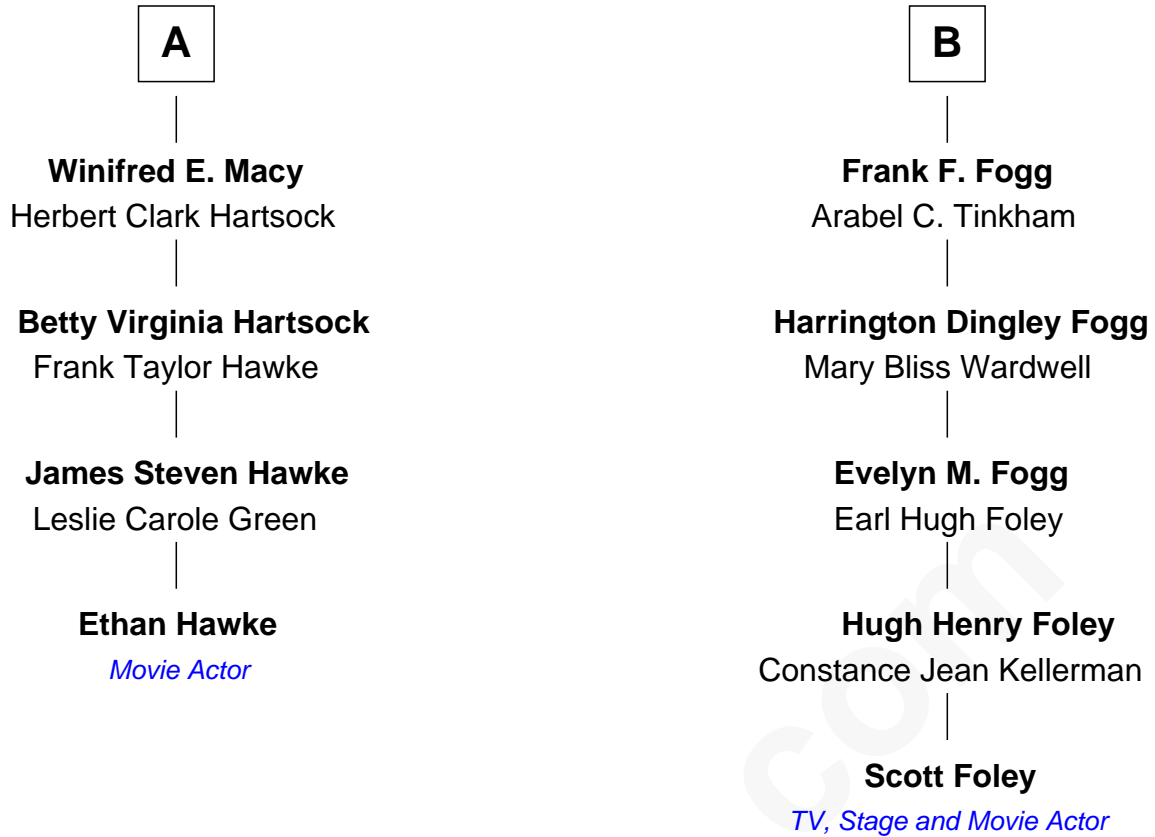 A
Winifred E. Macy
Herbert Clark Hartsock
Betty Virginia Hartsock
Frank Taylor Hawke
James Steven Hawke
Leslie Carole Green
Ethan Hawke
Movie Actor
B
Frank F. Fogg
Arabel C. Tinkham
Harrington Dingley Fogg
Mary Bliss Wardwell
Evelyn M. Fogg
Earl Hugh Foley
Hugh Henry Foley
Constance Jean Kellerman
Scott Foley
TV, Stage and Movie Actor
com